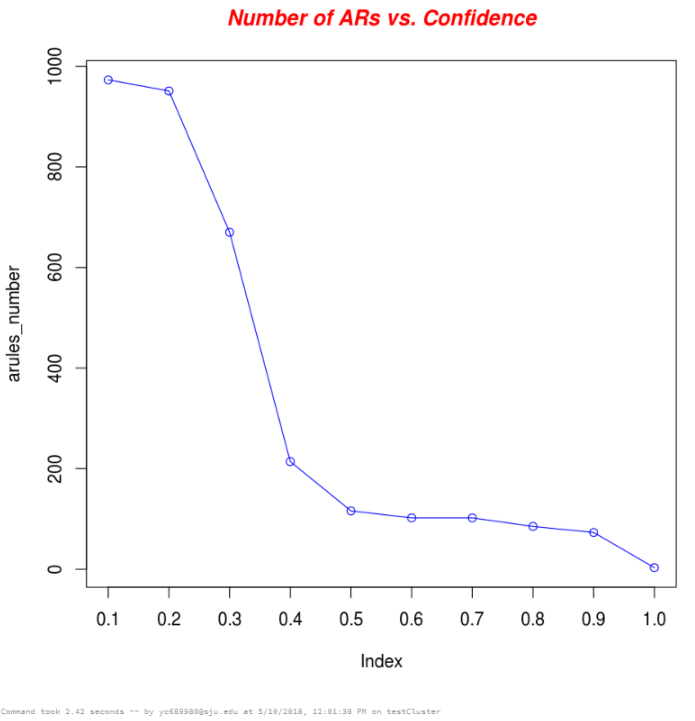 Number of ARs vs. Confidence
1000
800
600
400
200
0
arules_number
0.1 0.2 0.3 0.4 0.5 0.6 0.7 0.8 0.9 1.0
Index
Command took 2.42 seconds -- by yc689980@sju.edu at 5/10/2018, 12:01:30 PM on testCluster